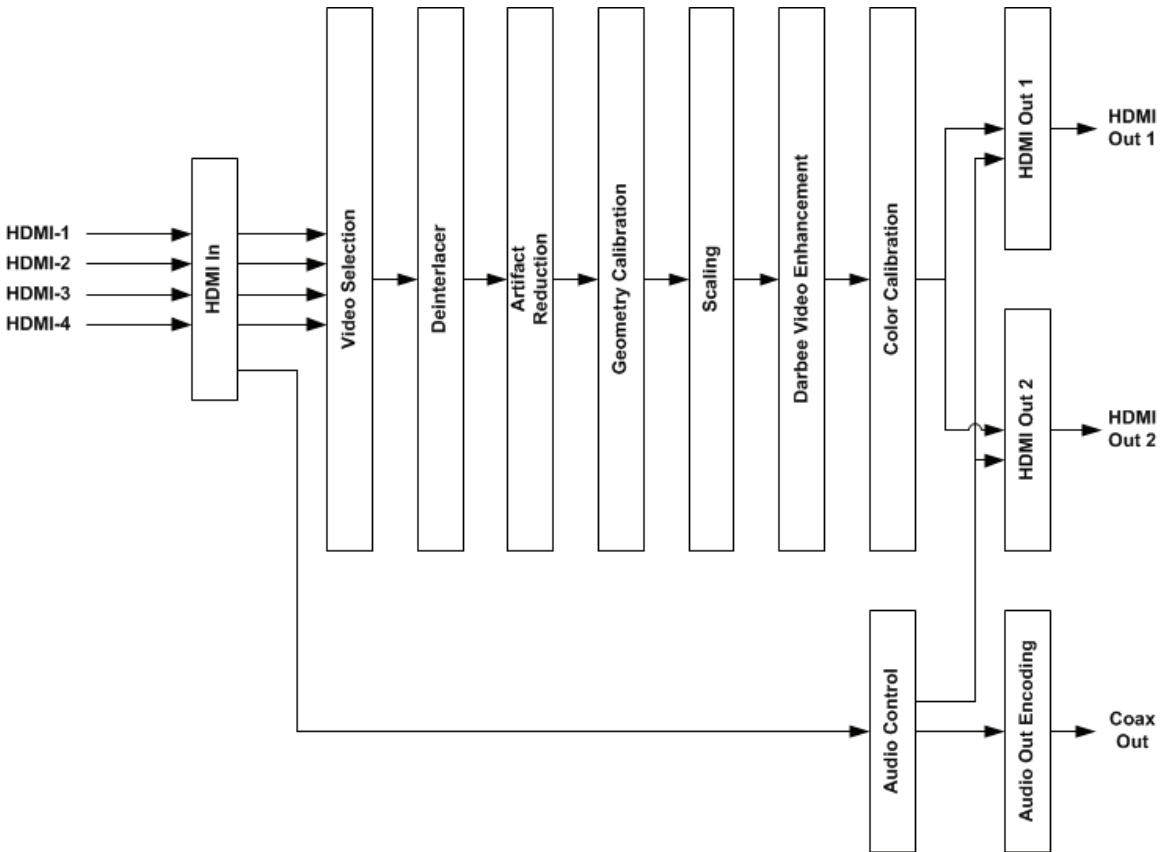 HDMI-1
HDMI-2
HDMI-3
HDMI-4
HDMI In
Video Selection
Deinterlacer
Artifact
Reduction
Geometry Calibration
Scaling
Darbee Video Enhancement
Color Calibration
HDMI Out 1
HDMI
Out 1
HDMI Out 2
HDMI
Out 2
Audio Control
Audio Out Encoding
Coax
Out